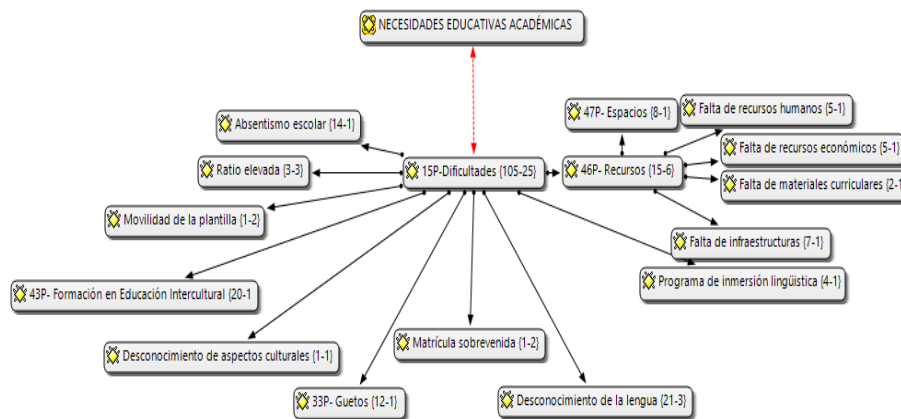 NECESIDADES EDUCATIVAS ACADÉMICAS
Absentismo escolar {14-1}
47P- Espacios {8-1}
Falta de recursos humanos {5-1}
Falta de recursos económicos {5-1}
Ratio elevada {3-3}
15P-Dificultades {105-25}
46P- Recursos {15-6}
Falta de materiales curriculares {2-1
Movilidad de la plantilla {1-2}
Falta de infraestructuras {7-1}
Programa de inmersión lingüística {4-1}
43P- Formación en Educación Intercultural {20-1
Desconocimiento de aspectos culturales {1-1}
Matrícula sobrevenida {1-2}
33P- Guetos {12-1}
Desconocimiento de la lengua {21-3}